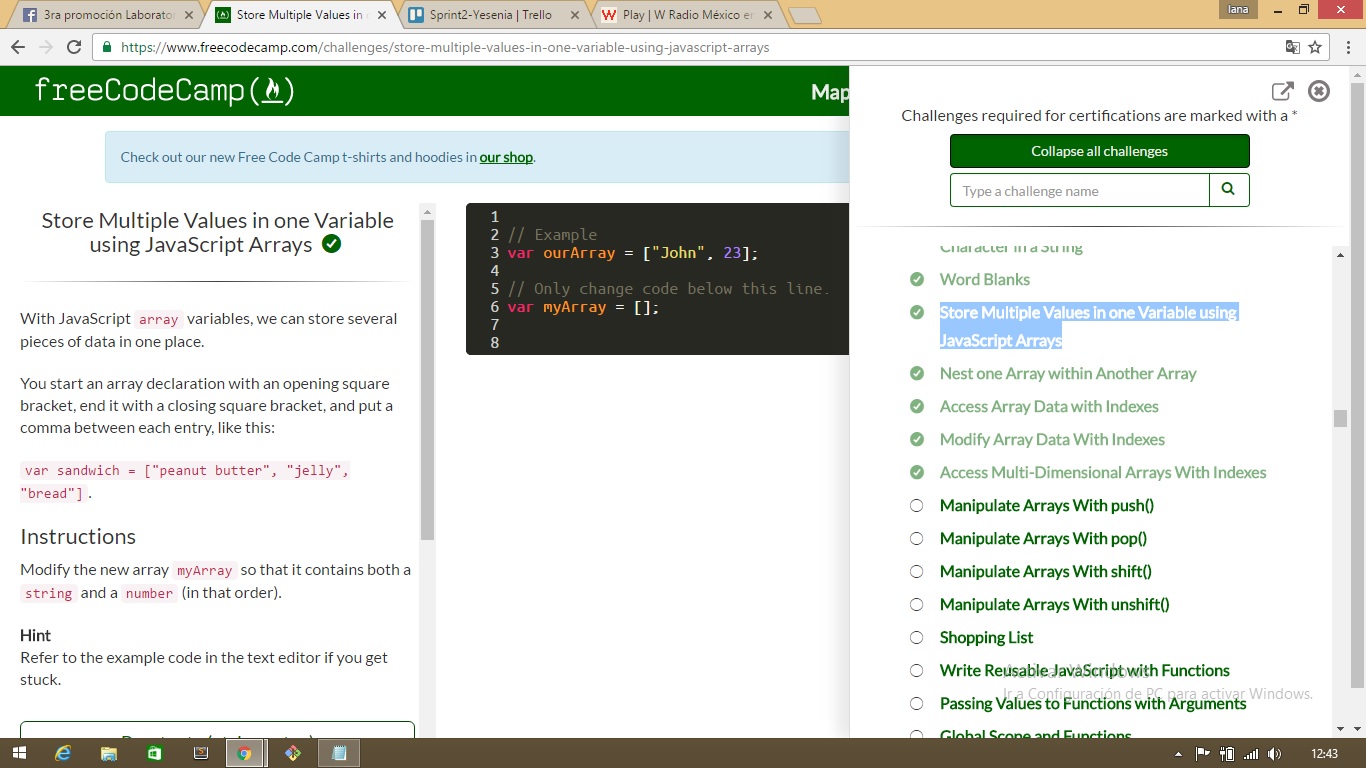 3ra promoción Laborato
Store Multiple Values in
Sprint2-Yesenia | Trello
Play | W Radio México en
Iana
https://www.freecodecamp.com/challenges/store-multiple-values-in-one-variable-using-javascript-arrays
freeCodeCamp
Map
Check out our new Free Code Camp t-shirts and hoodies in our shop.
Store Multiple Values in one Variable
using JavaScript Arrays
With JavaScript array variables, we can store several
pieces of data in one place.
You start an array declaration with an opening square
bracket, end it with a closing square bracket, and put a
comma between each entry, like this:
var sandwich = ["peanut butter", "jelly",
"bread"] .
Instructions
Modify the new array myArray so that it contains both a
string and a number (in that order).
Hint
Refer to the example code in the text editor if you get
stuck.
1
2 // Example
3 var ourArray = ["John", 23];
4
5 // Only change code below this line.
6 var myArray = [];
7
8
Challenges required for certifications are marked with a *
Collapse all challenges
Type a challenge name
Character in a String
Word Blanks
Store Multiple Values in one Variable using
JavaScript Arrays
Nest one Array within Another Array
Access Array Data with Indexes
Modify Array Data With Indexes
Access Multi-Dimensional Arrays With Indexes
Manipulate Arrays With push()
Manipulate Arrays With pop()
Manipulate Arrays With shift()
Manipulate Arrays With unshift()
Shopping List
Write Reusable JavaScript with Functions
Activar Windows
Ir a Configuración de PC para activar Windows.
Passing Values to Functions with Arguments
Global Scope and Functions
12:43